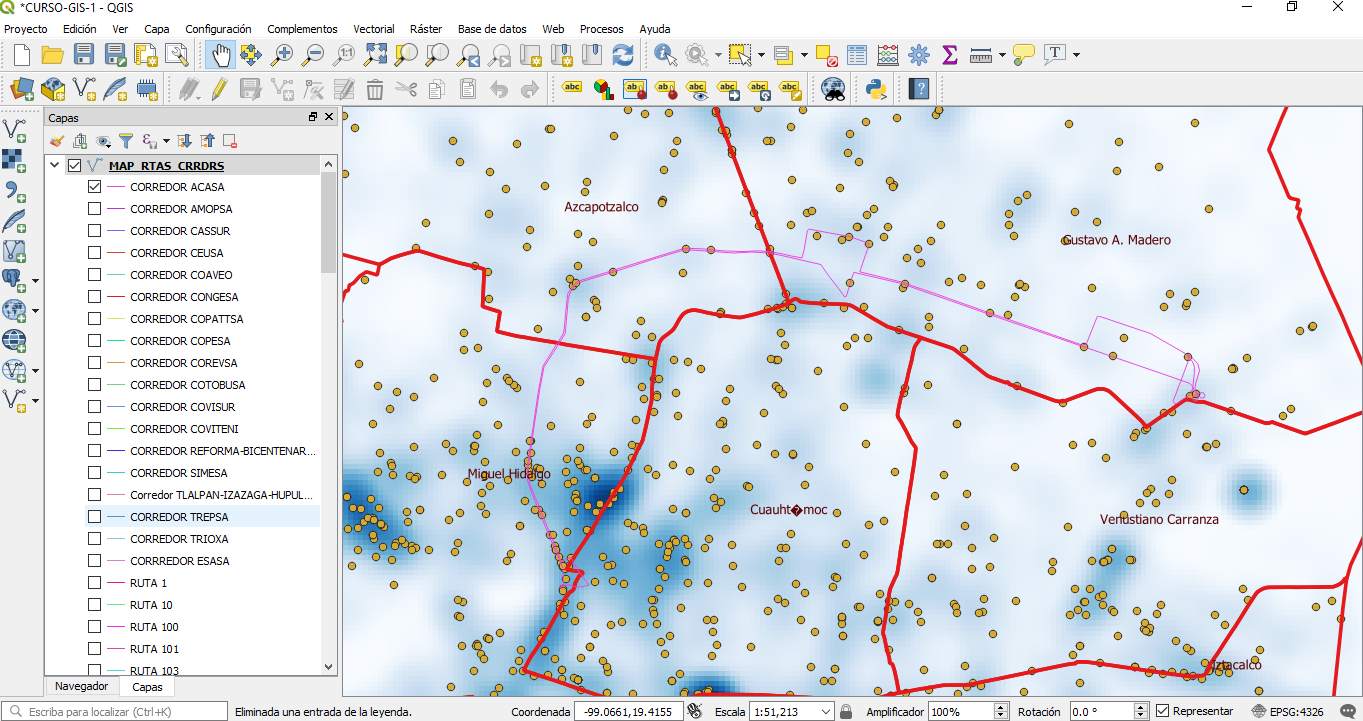 *CURSO-GIS-1 - QGIS
Proyecto Edición Ver Capa Configuración Complementos Vectorial Ráster Base de datos Web Procesos Ayuda
Capas
MAP_RTAS_CRRDRS
CORREDOR ACASA
CORREDOR AMOPSA
CORREDOR CASSUR
CORREDOR CEUSA
CORREDOR COAVEO
CORREDOR CONGESA
CORREDOR COPATTSA
CORREDOR COPESA
CORREDOR COREVSA
CORREDOR COTOBUSA
CORREDOR COVISUR
CORREDOR COVITENI
CORREDOR REFORMA-BICENTENAR...
CORREDOR SIMESA
Corredor TLALPAN-IZAZAGA-HUPUL...
CORREDOR TREPSA
CORREDOR TRIOXA
CORRREDOR ESASA
RUTA 1
RUTA 10
RUTA 100
RUTA 101
RUTA 103
Navegador Capas
Azcapotzalco
Gustavo A. Madero
Miguel Hidalgo
Cuauht�moc
Venustiano Carranza
Iztacalco
Escriba para localizar (Ctrl+K) Eliminada una entrada de la leyenda. Coordenada -99.0661,19.4155 Escala 1:51,213 Amplificador 100% Rotación 0.0 ° Representar EPSG:4326